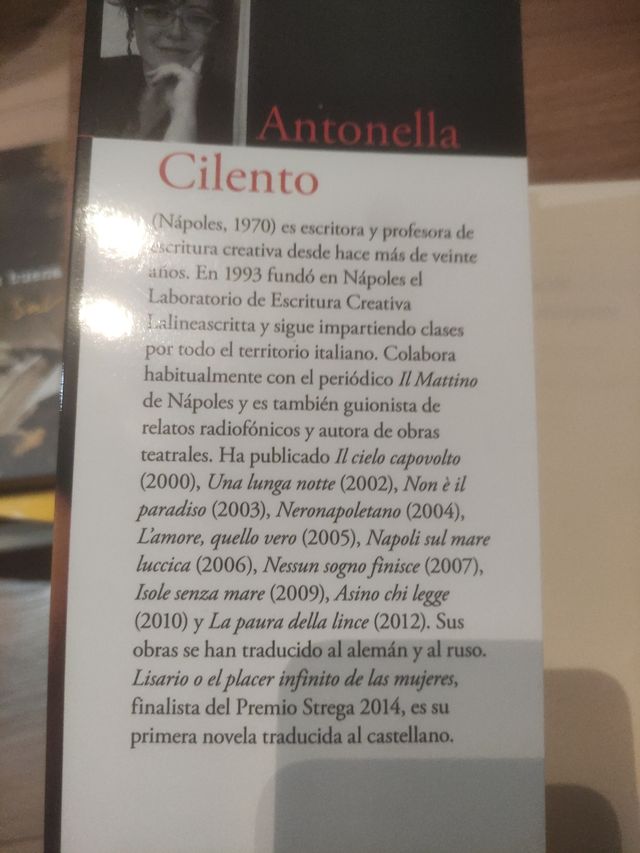 Antonella
Cilento
(Nápoles, 1970) es escritora y profesora de
escritura creativa desde hace más de veinte
años. En 1993 fundó en Nápoles el
Laboratorio de Escritura Creativa
Lalineascritta y sigue impartiendo clases
por todo el territorio italiano. Colabora
habitualmente con el periódico Il Mattino
de Nápoles y es también guionista de
relatos radiofónicos y autora de obras
teatrales. Ha publicado Il cielo capovolto
(2000), Una lunga notte (2002), Non è il
paradiso (2003), Neronapoletano (2004),
L'amore, quello vero (2005), Napoli sul mare
luccica (2006), Nessun sogno finisce (2007),
Isole senza mare (2009), Asino chi legge
(2010) y La paura della lince (2012). Sus
obras se han traducido al alemán y al ruso.
Lisario o el placer infinito de las mujeres,
finalista del Premio Strega 2014, es su
primera novela traducida al castellano.